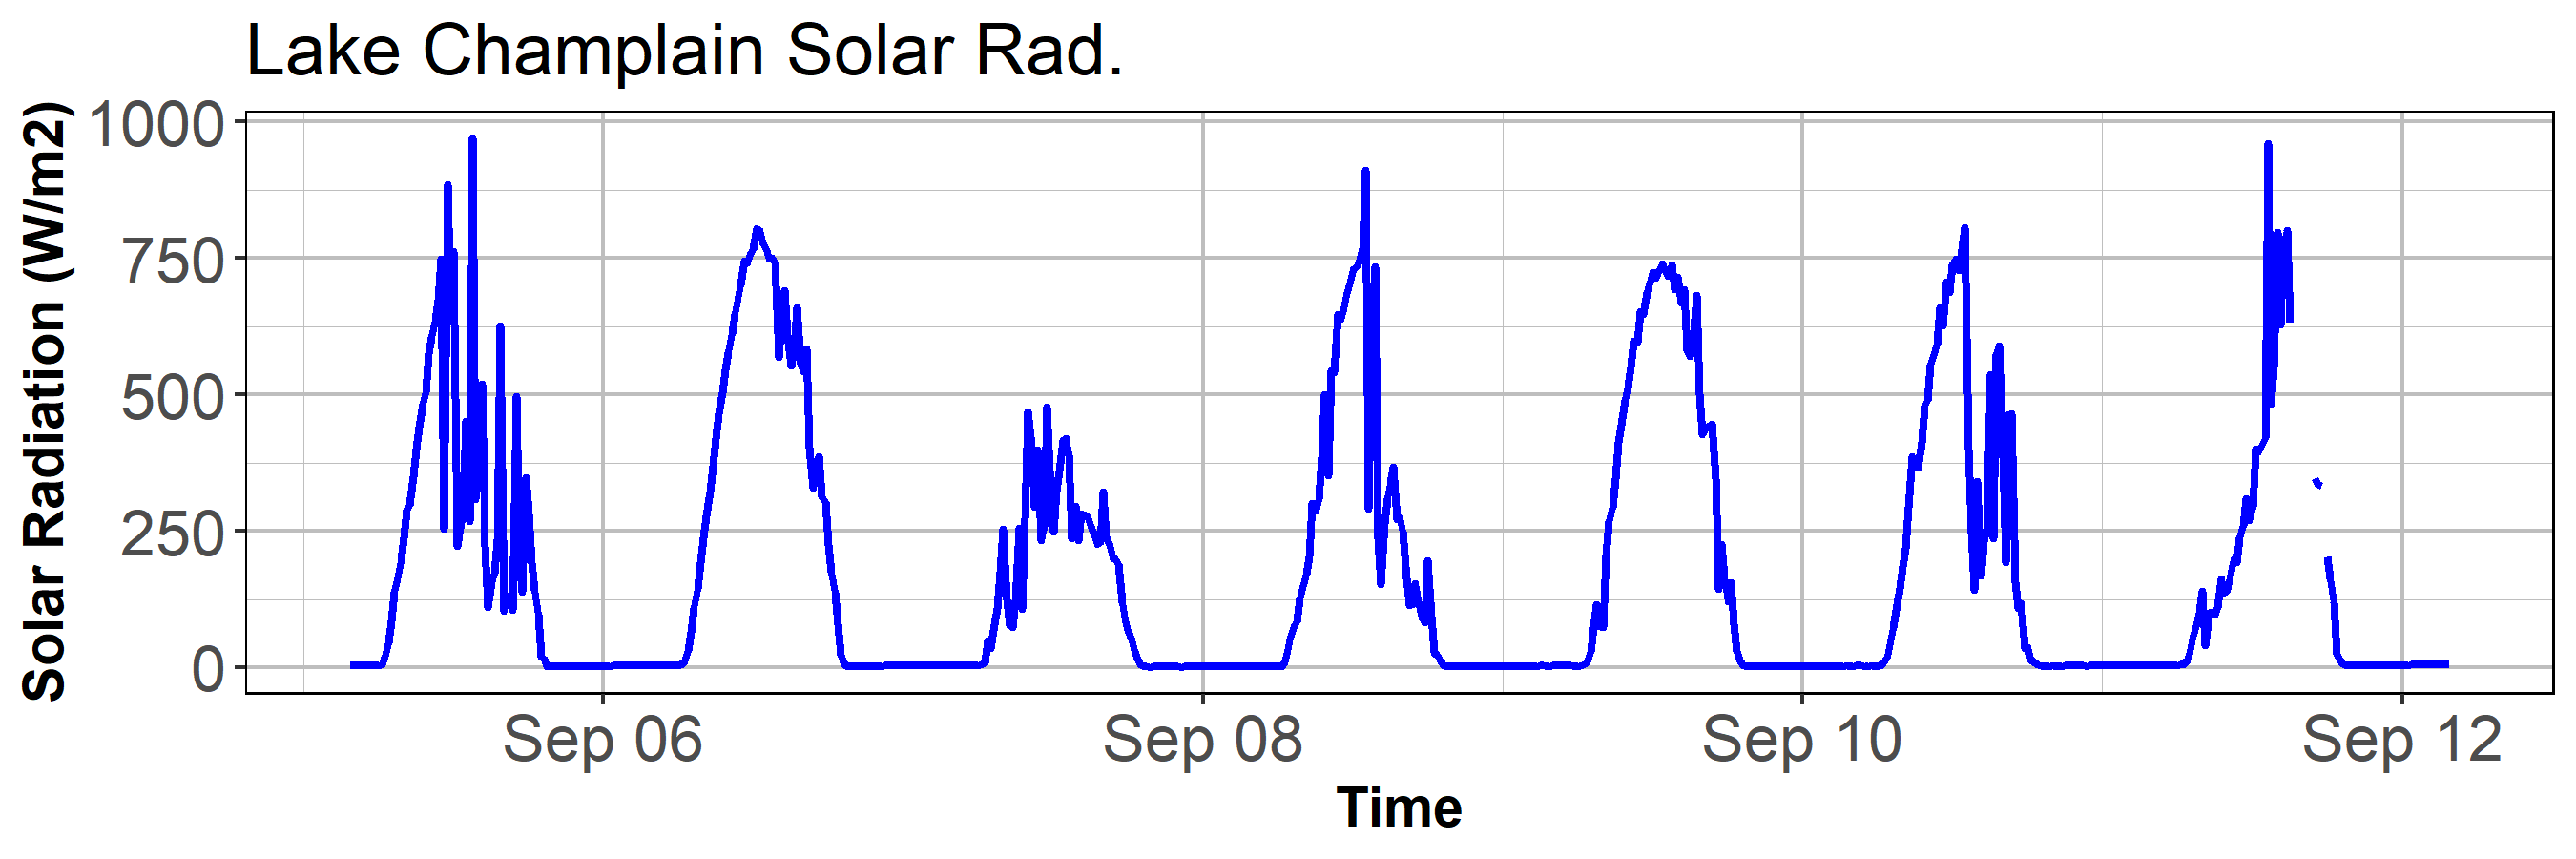 Lake Champlain Solar Rad.
Solar Radiation (W/m2)
1000
750
500
250
0
Sep 06 Sep 08 Sep 10 Sep 12
Time